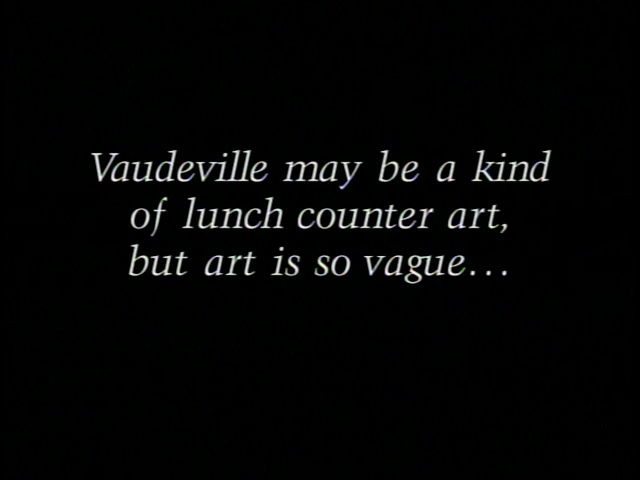 Vaudeville may be a kind
of lunch counter art,
but art is so vague...